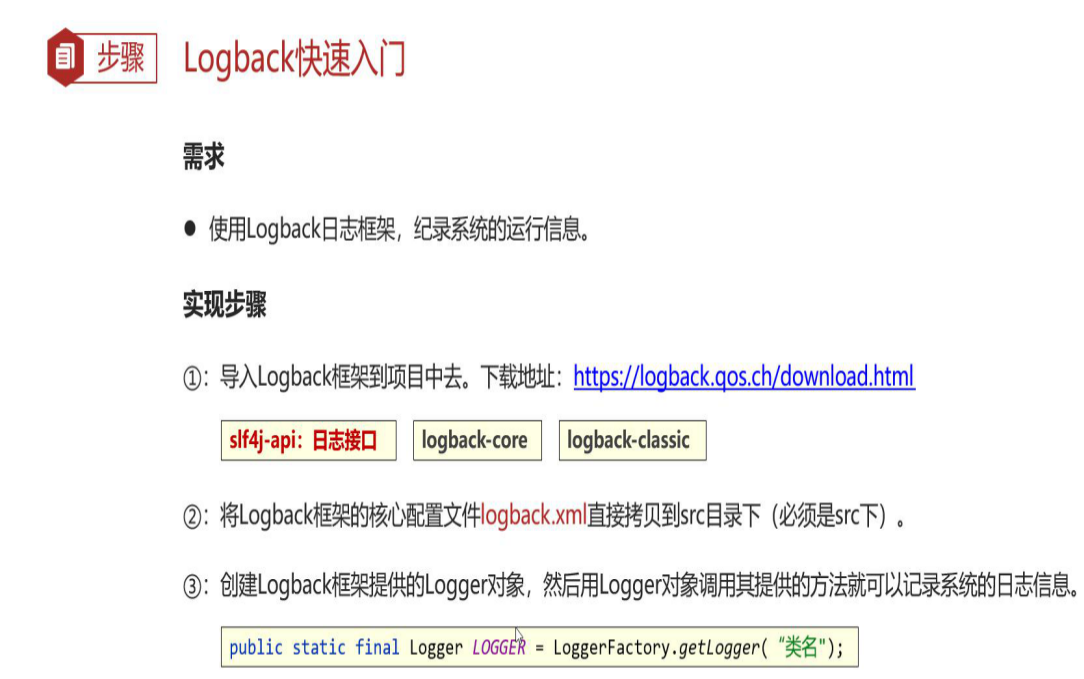 步骤 Logback快速入门
需求
● 使用Logback日志框架，纪录系统的运行信息。
实现步骤
①：导入Logback框架到项目中去。下载地址：https://logback.qos.ch/download.html
slf4j-api：日志接口 logback-core logback-classic
②：将Logback框架的核心配置文件logback.xml直接拷贝到src目录下（必须是src下）。
③：创建Logback框架提供的Logger对象，然后用Logger对象调用其提供的方法就可以记录系统的日志信息。
public static final Logger LOGGER = LoggerFactory.getLogger( “类名");